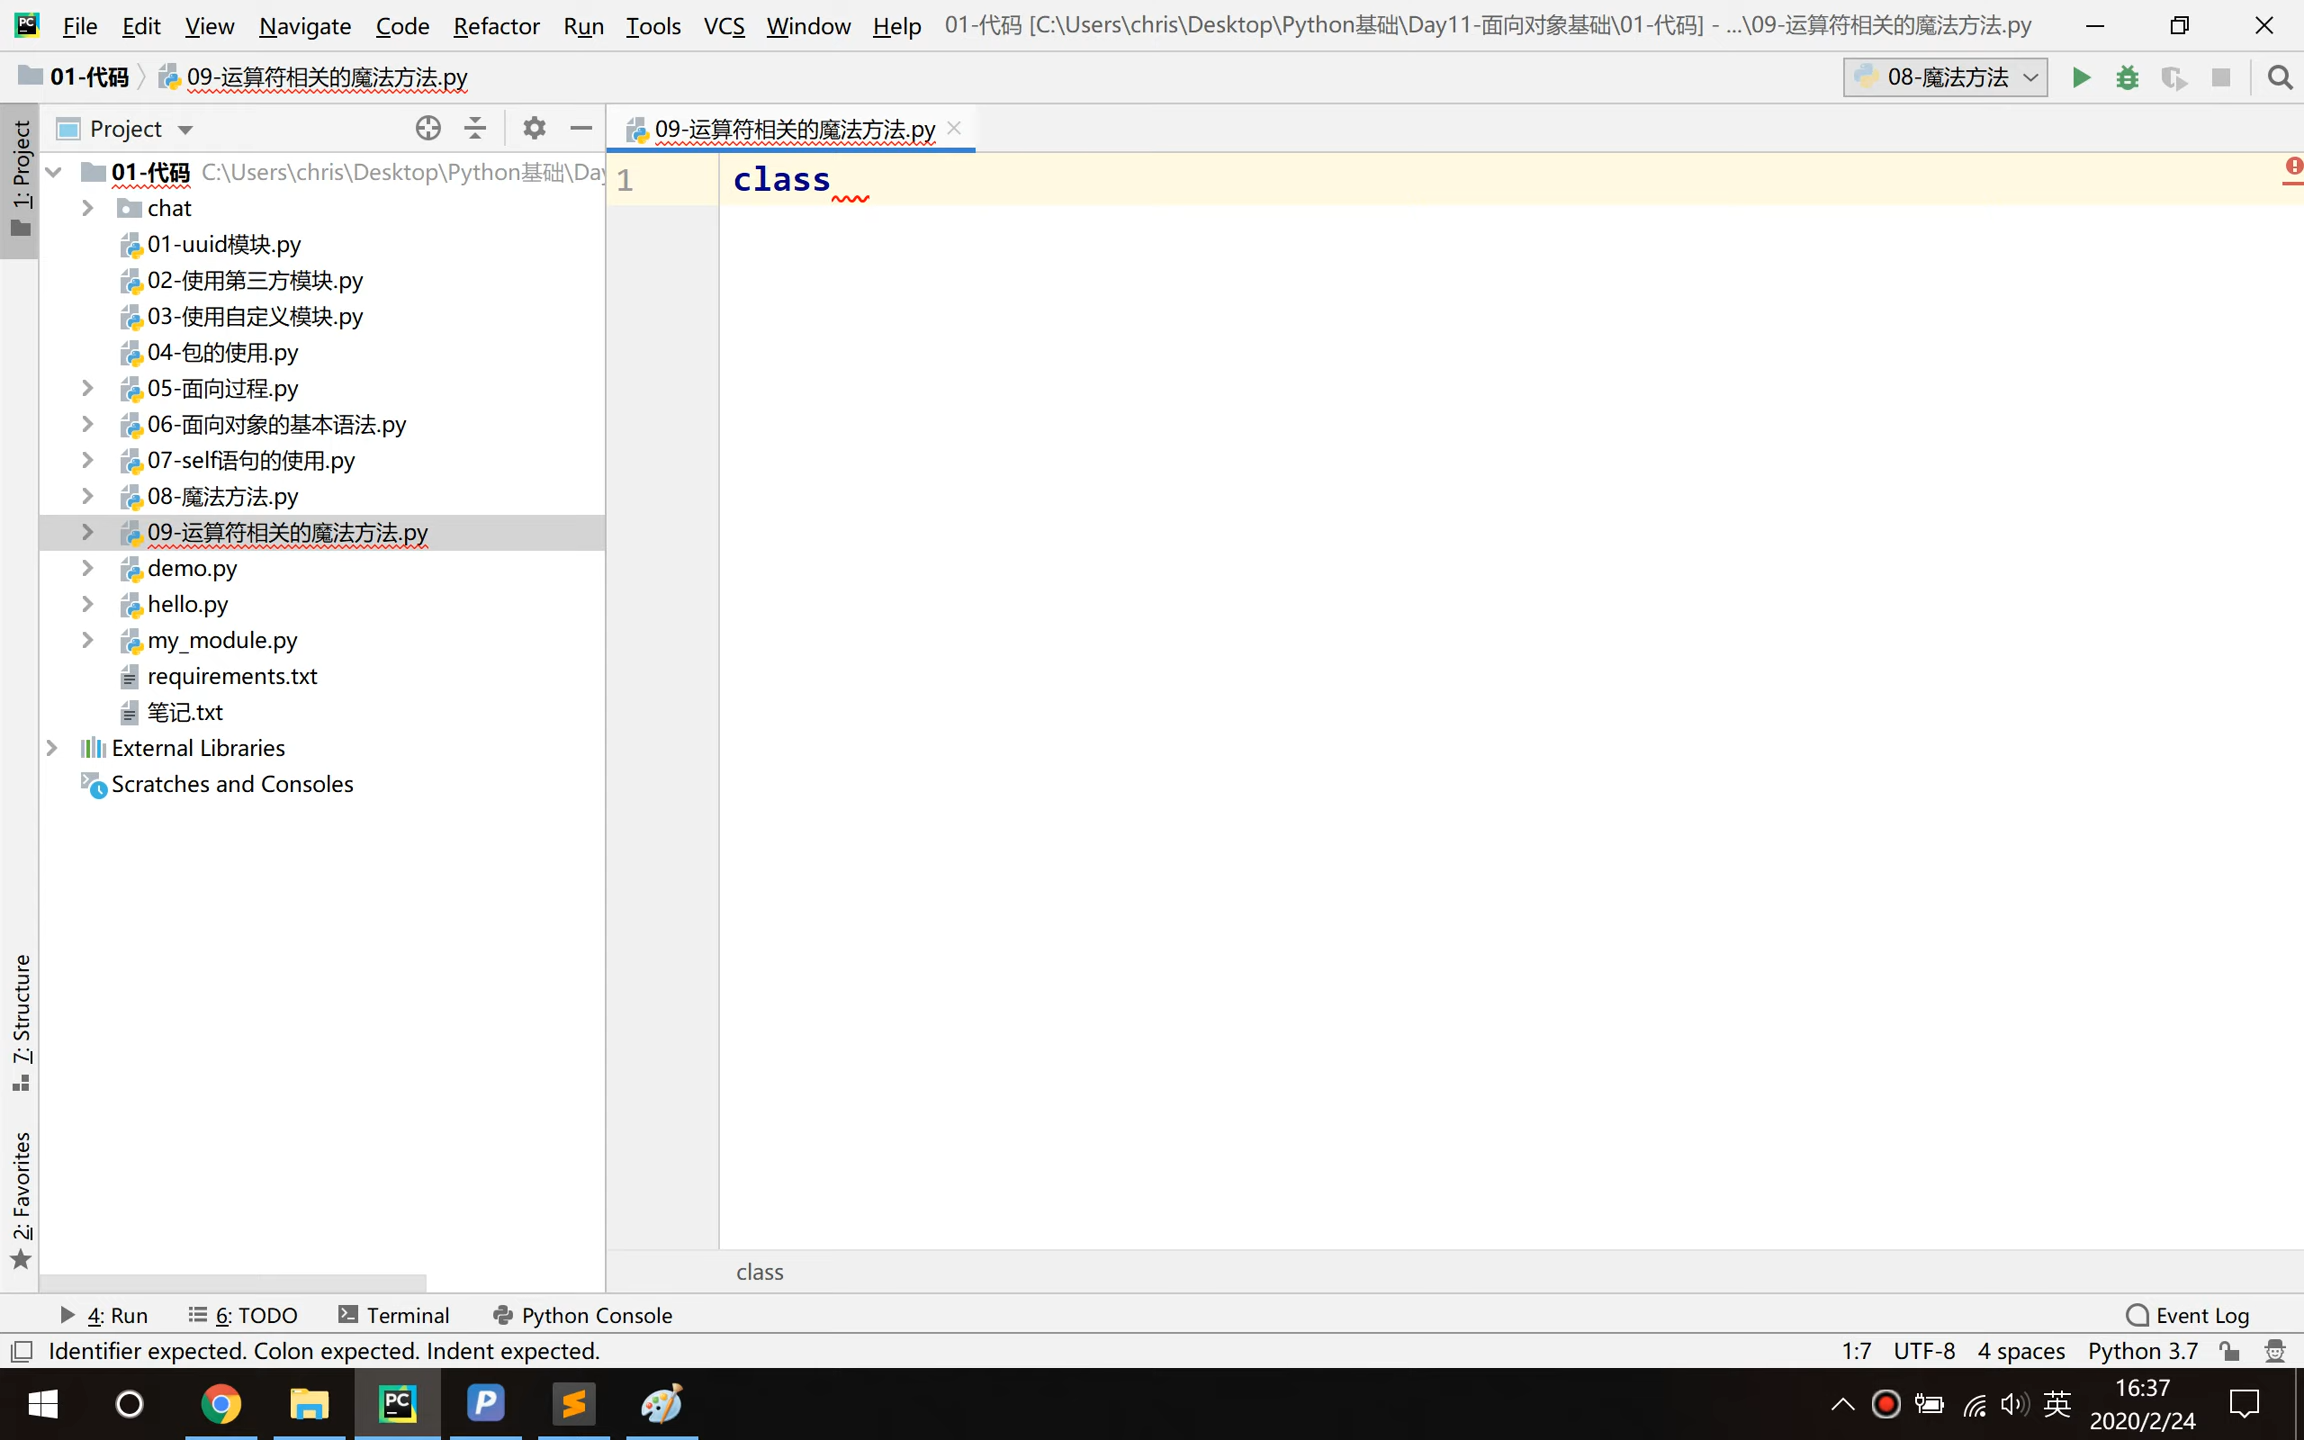 File Edit View Navigate Code Refactor Run Tools VCS Window Help 01-代码 [C:\Users\chris\Desktop\Python基础\Day11-面向对象基础\01-代码] - ...\09-运算符相关的魔法方法.py
01-代码 09-运算符相关的魔法方法.py 08-魔法方法
Project
09-运算符相关的魔法方法.py
1: Project
01-代码 C:\Users\chris\Desktop\Python基础\Day
chat
01-uuid模块.py
02-使用第三方模块.py
03-使用自定义模块.py
04-包的使用.py
05-面向过程.py
06-面向对象的基本语法.py
07-self语句的使用.py
08-魔法方法.py
09-运算符相关的魔法方法.py
demo.py
hello.py
my_module.py
requirements.txt
笔记.txt
External Libraries
Scratches and Consoles
1 class
7: Structure
2: Favorites
class
4: Run 6: TODO Terminal Python Console Event Log
Identifier expected. Colon expected. Indent expected. 1:7 UTF-8 4 spaces Python 3.7
英 16:37
2020/2/24